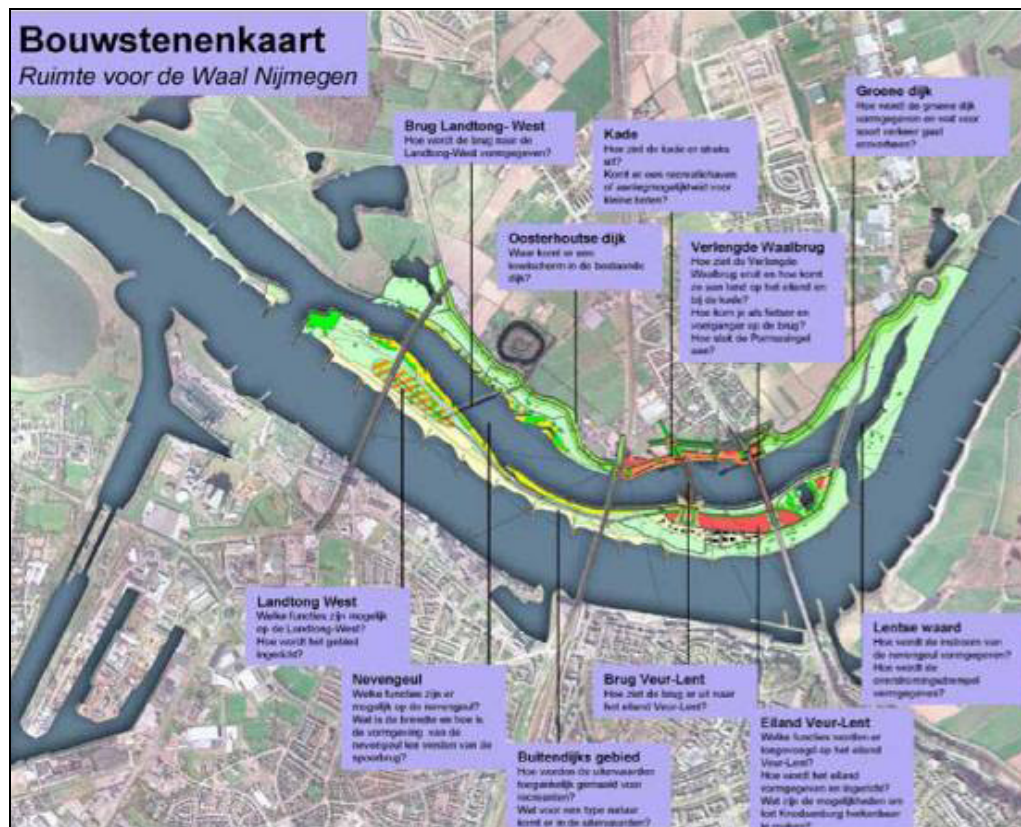 Bouwstenenkaart
Ruimte voor de Waal Nijmegen
Brug Landtong- West
Hoe wordt de brug naar de
Landtong-West vormgegeven?
Kade
Hoe ziet de kade er straks
uit?
Komt er een recreatiehaven
of aanlegmogelijkheid voor
kleine boten?
Groene dijk
Hoe wordt de groene dijk
vormgegeven en wat voor
soort verkeer gaat
eroverheen?
Oosterhoutse dijk
Waar komt er een
kwelscherm in de bestaande
dijk?
Verlengde Waalbrug
Hoe ziet de Verlengde
Waalbrug eruit en hoe komt
ze aan land op het eiland en
bij de kade?
Hoe kom je als fietser en
voetganger op de brug?
Hoe sluit de Parmasingel
aan?
Landtong West
Welke functies zijn mogelijk
op de Landtong-West?
Hoe wordt het gebied
ingericht?
Nevengeul
Welke functies zijn er
mogelijk op de nevengeul?
Wat is de breedte en hoe is
de vormgeving van de
nevengeul ten westen van de
spoorbrug?
Buitendijks gebied
Hoe worden de uiterwaarden
toegankelijk gemaakt voor
recreanten?
Wat voor een type natuur
komt er in de uiterwaarden?
Brug Veur-Lent
Hoe ziet de brug er uit naar
het eiland Veur-Lent?
Lentse waard
Hoe wordt de instroom van
de nevengeul vormgegeven?
Hoe wordt de
overstromingsdrempel
vormgegeven?
Eiland Veur-Lent
Welke functies worden er
toegevoegd op het eiland
Veur-Lent?
Hoe wordt het eiland
vormgegeven en ingericht?
Wat zijn de mogelijkheden om
fort Knodsenburg herkenbaar
te maken?